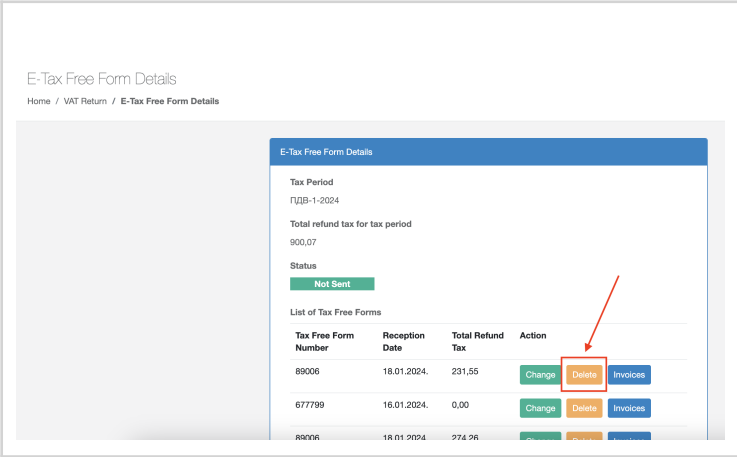 E-Tax Free Form Details
Home / VAT Return / E-Tax Free Form Details
E-Tax Free Form Details
Tax Period
ПДВ-1-2024
Total refund tax for tax period
900,07
Status
Not Sent
List of Tax Free Forms
Tax Free Form Number Reception Date Total Refund Tax Action
89006 18.01.2024. 231,55 Change Delete Invoices
677799 16.01.2024. 0,00 Change Delete Invoices
89006 18.01.2024. 274,26